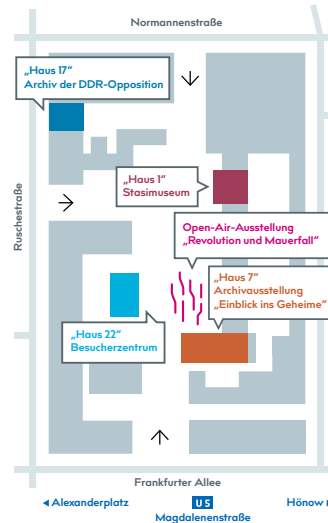 Normannenstraße
„Haus 17“
Archiv der DDR-Opposition
Ruschestraße
„Haus 1“
Stasimuseum
Open-Air-Ausstellung
„Revolution und Mauerfall“
„Haus 7“
Archivausstellung
„Einblick ins Geheime“
„Haus 22“
Besucherzentrum
Frankfurter Allee
Alexanderplatz
U 5
Magdalenenstraße
Hönow